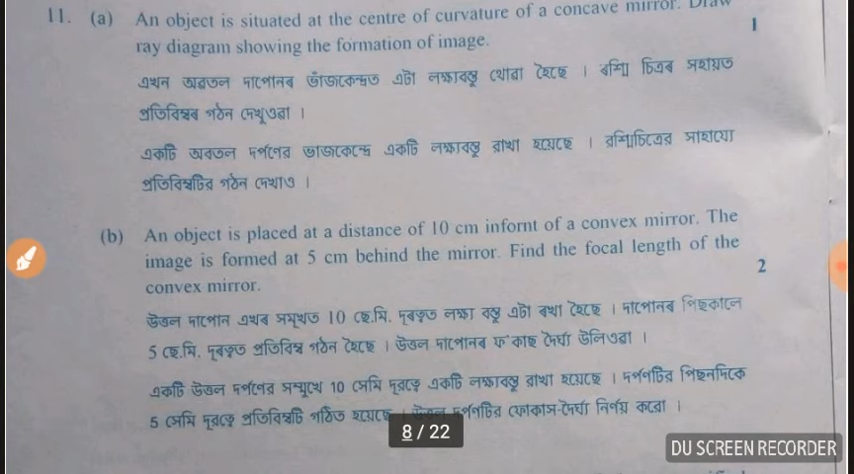 11. (a) An object is situated at the centre of curvature of a concave mirror. Draw
ray diagram showing the formation of image. 1
এখন অৱতল দাপোনৰ ভাঁজকেন্দ্ৰত এটা লক্ষ্যবস্তু থোৱা হৈছে । ৰশ্মি চিত্ৰৰ সহায়ত
প্ৰতিবিম্বৰ গঠন দেখুওৱা ।
একটি অবতল দর্পণের ভাজকেন্দ্রে একটি লক্ষ্যবস্তু রাখা হয়েছে । রশ্মিচিত্রের সাহায্যে
প্রতিবিম্বটির গঠন দেখাও ।
(b) An object is placed at a distance of 10 cm infornt of a convex mirror. The
image is formed at 5 cm behind the mirror. Find the focal length of the
convex mirror. 2
উত্তল দাপোন এখনৰ সন্মুখত 10 ছে.মি. দূৰত্বত লক্ষ্য বস্তু এটা ৰখা হৈছে । দাপোনৰ পিছফালে
5 ছে.মি. দূৰত্বত প্ৰতিবিম্ব গঠন হৈছে । উত্তল দাপোনৰ ফ'কাছ দৈৰ্ঘ্য উলিওৱা ।
একটি উত্তল দর্পণের সম্মুখে 10 সেমি দূরত্বে একটি লক্ষ্যবস্তু রাখা হয়েছে । দর্পণটির পিছনদিকে
5 সেমি দূরত্বে প্রতিবিম্বটি গঠিত হয়েছে । উত্তল দর্পণটির ফোকাস-দৈর্ঘ্য নির্ণয় করো ।
8 / 22
DU SCREEN RECORDER